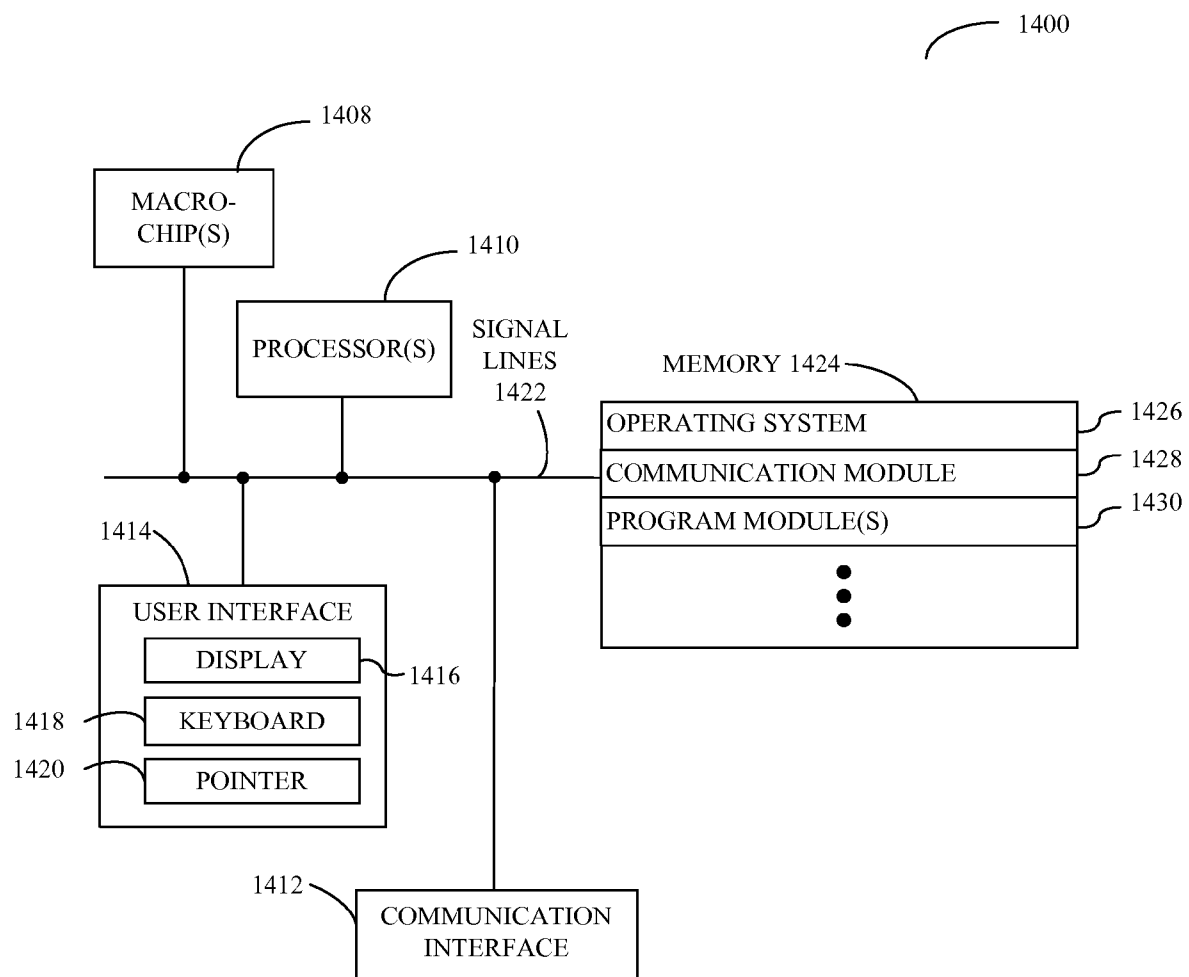 1400
1408
MACRO-
CHIP(S)
1410
PROCESSOR(S)
SIGNAL
LINES
1422
MEMORY 1424
OPERATING SYSTEM
1426
COMMUNICATION MODULE
1428
PROGRAM MODULE(S)
1430
1414
USER INTERFACE
DISPLAY
1416
1418
KEYBOARD
1420
POINTER
1412
COMMUNICATION
INTERFACE